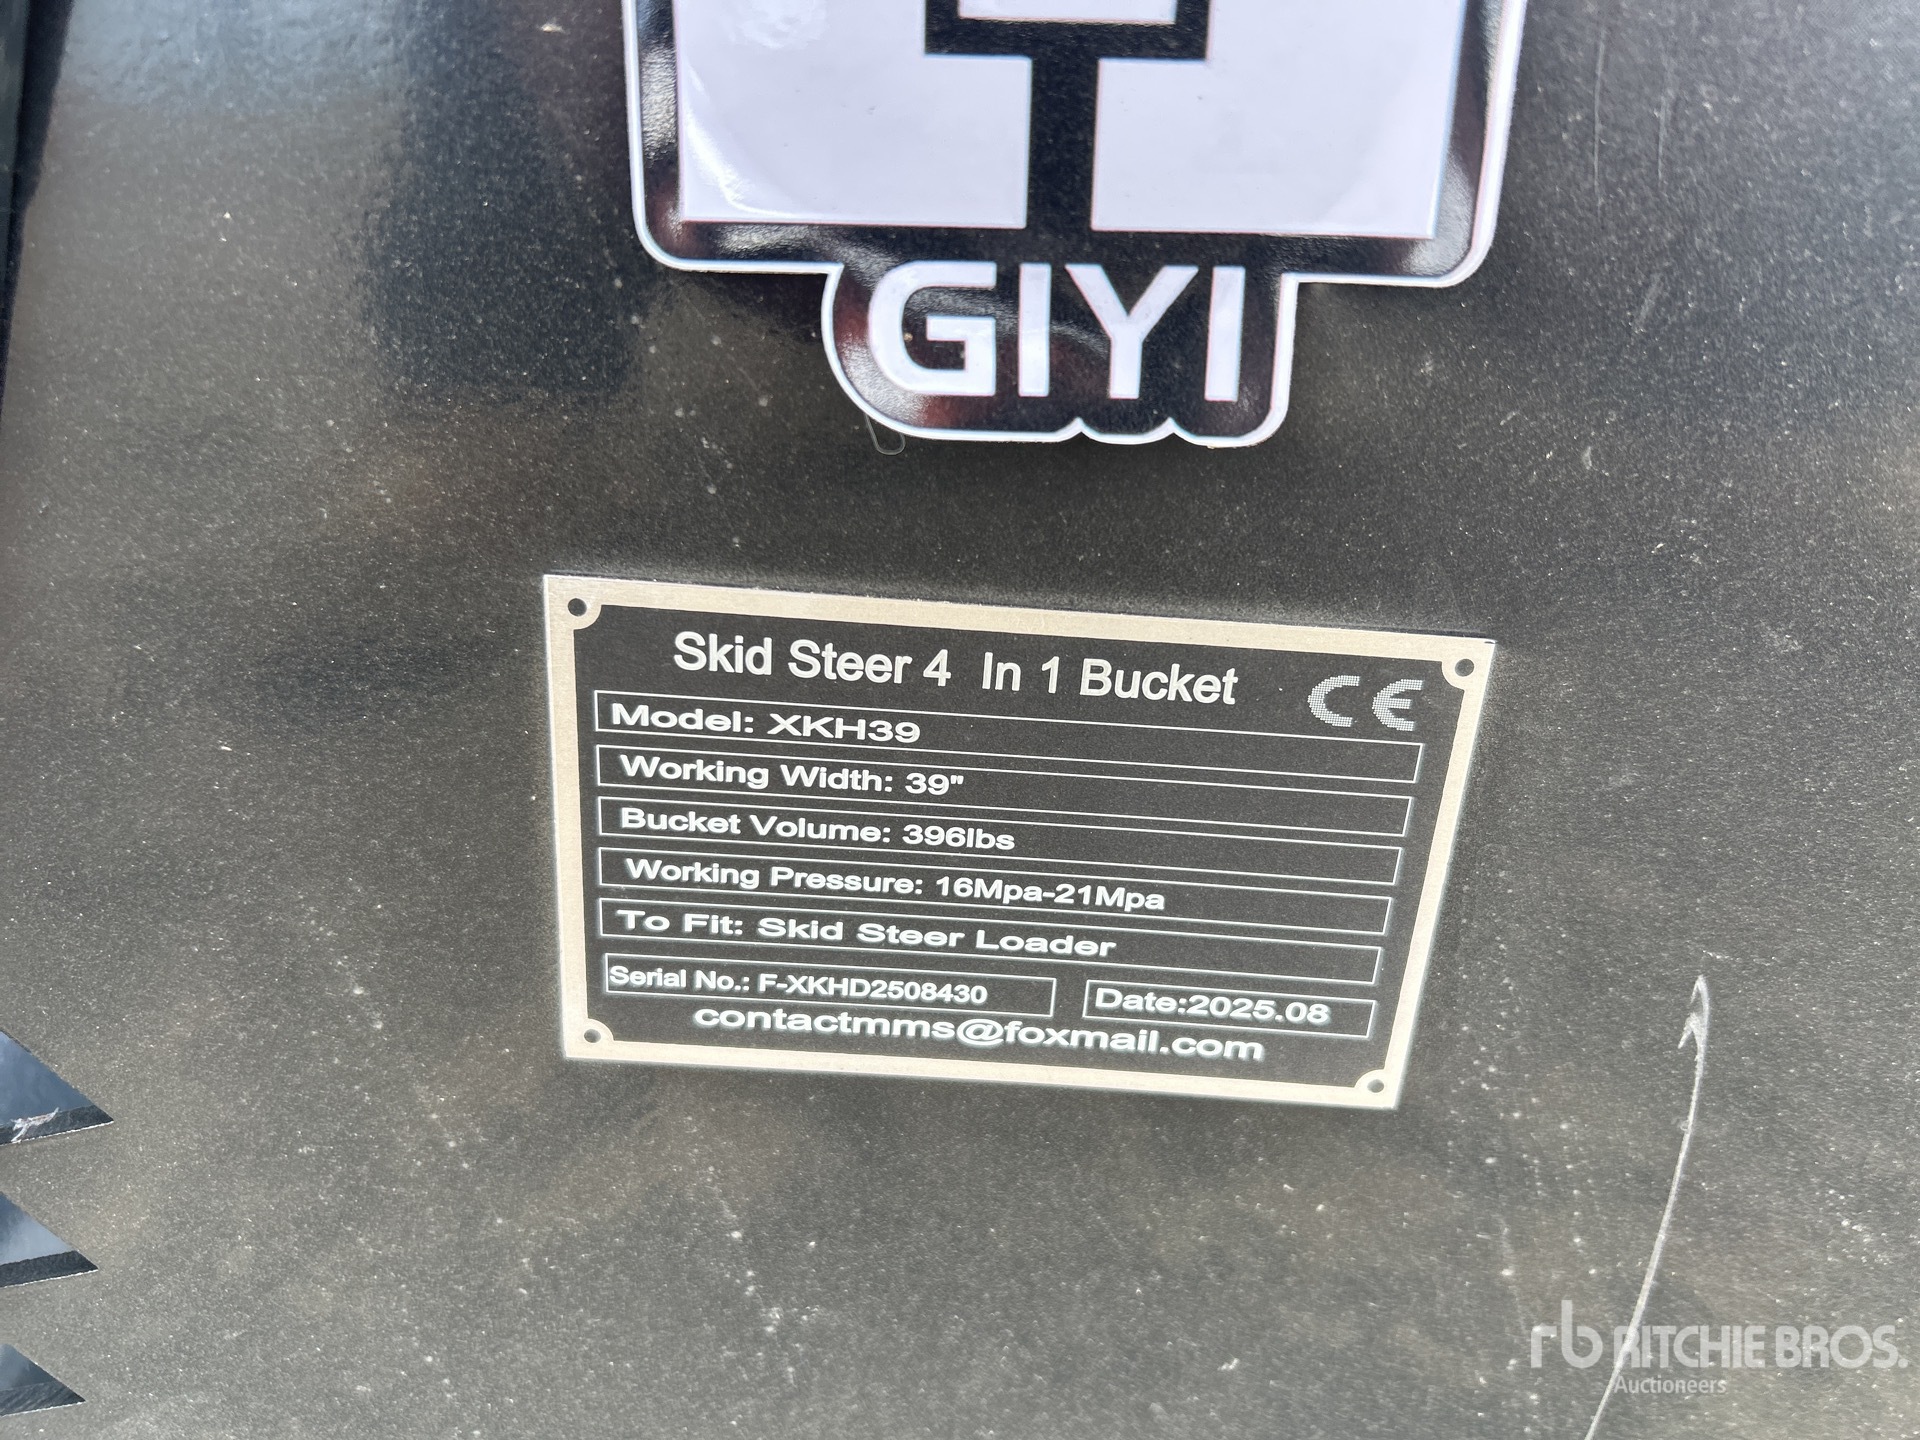 GIYI
Skid Steer 4 In 1 Bucket CE
Model: XKH39
Working Width: 39"
Bucket Volume: 396lbs
Working Pressure: 16Mpa-21Mpa
To Fit: Skid Steer Loader
Serial No.: F-XKHD2508430 Date:2025.08
contactmms@foxmail.com
rb RITCHIE BROS.
Auctioneers